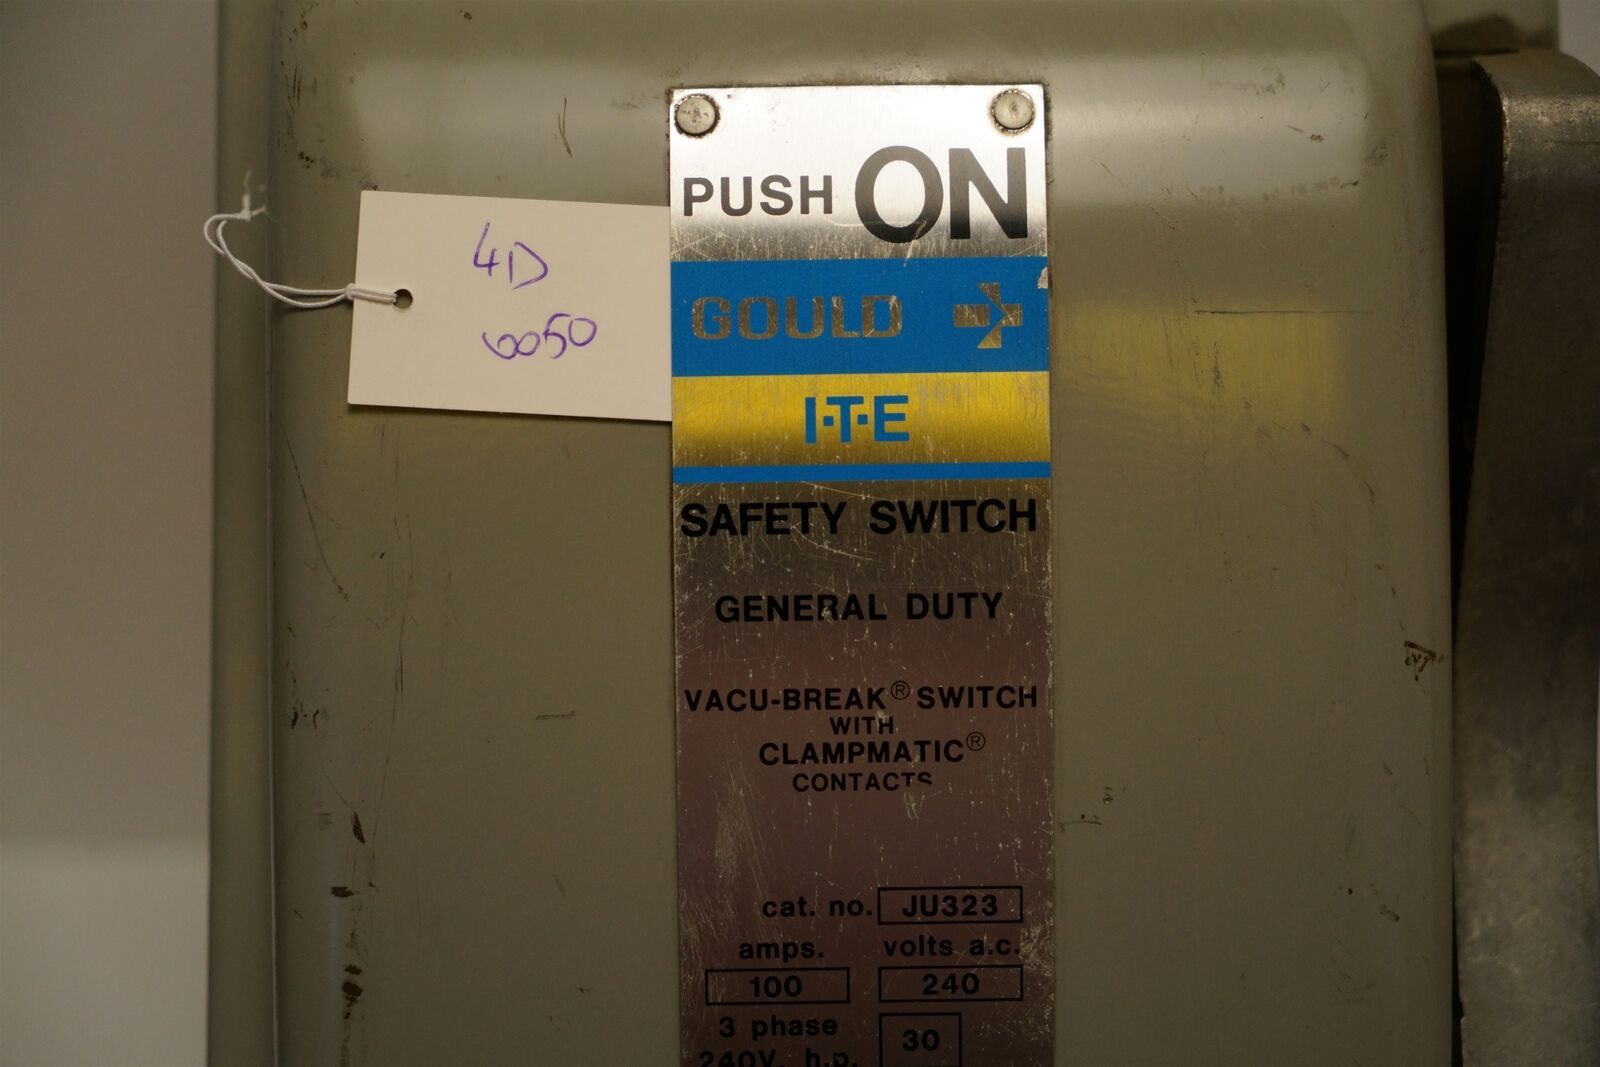 PUSH ON
GOULD
I·T·E
SAFETY SWITCH
GENERAL DUTY
VACU-BREAK® SWITCH
WITH
CLAMPMATIC®
CONTACTS
cat. no. JU323
amps. volts a.c.
100 240
3 phase 30
240V. h.p.
4D
6050